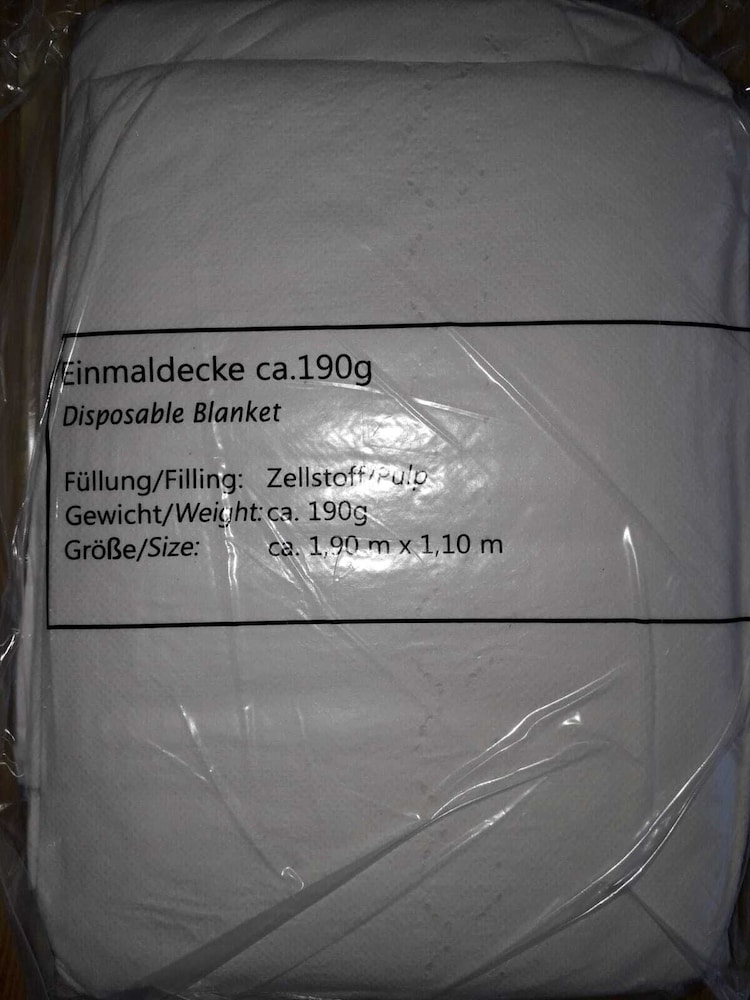 Einmaldecke ca.190g
Disposable Blanket
Füllung/Filling: Zellstoff/Pulp
Gewicht/Weight: ca. 190g
Größe/Size: ca. 1,90 m x 1,10 m